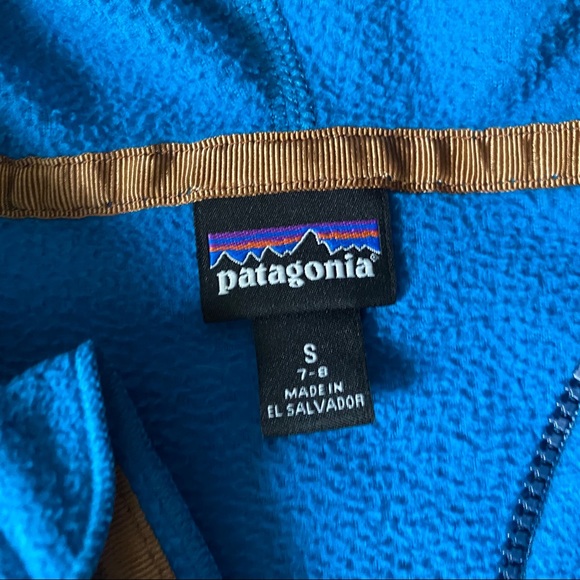 patagonia®
S
7-8
MADE IN
EL SALVADOR